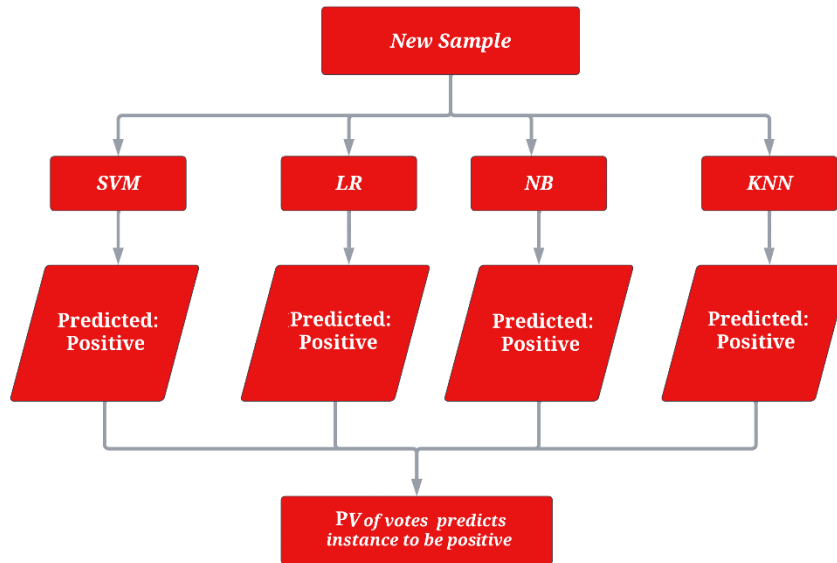 New Sample
SVM
LR
NB
KNN
Predicted:
Positive
Predicted:
Positive
Predicted:
Positive
Predicted:
Positive
PV of votes predicts
instance to be positive